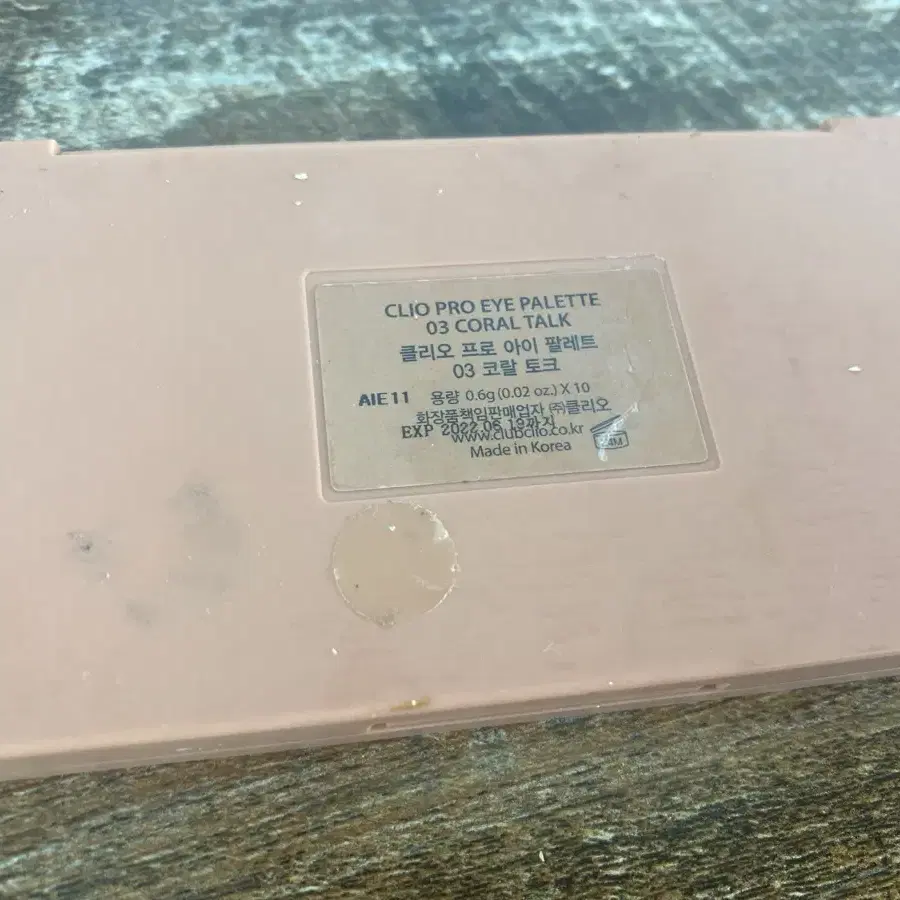 CLIO PRO EYE PALETTE
03 CORAL TALK
클리오 프로 아이 팔레트
03 코랄 토크
AIE11 용량 0.6g (0.02 oz.) X 10
화장품책임판매업자 ㈜클리오
EXP 2022.06.19까지
www.clubclio.co.kr
Made in Korea
24M